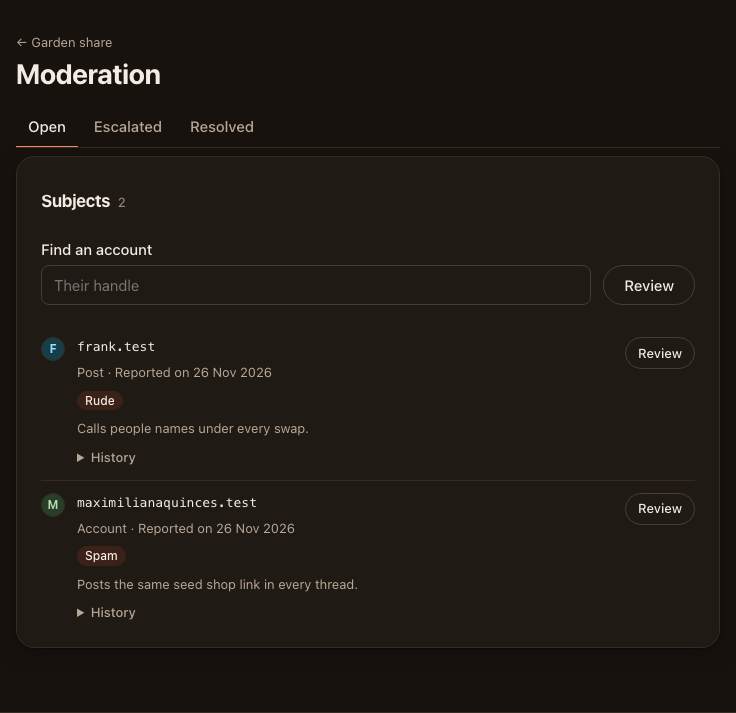 ← Garden share
Moderation
Open Escalated Resolved
Subjects 2
Find an account
Their handle Review
F frank.test Review
Post · Reported on 26 Nov 2026
Rude
Calls people names under every swap.
▶ History
M maximilianaquinces.test Review
Account · Reported on 26 Nov 2026
Spam
Posts the same seed shop link in every thread.
▶ History